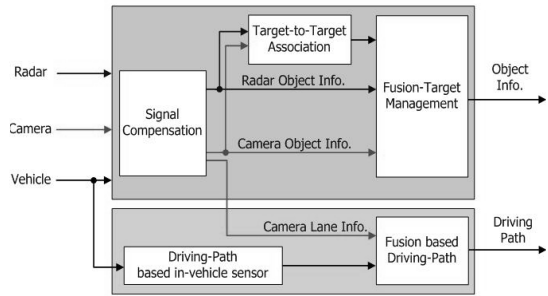 Target-to-Target
Association
Radar
Radar Object Info.
Object
Info.
Fusion-Target
Management
Signal
Compensation
Camera
Camera Object Info.
Vehicle
Camera Lane Info.
Driving
Path
Fusion based
Driving-Path
Driving-Path
based in-vehicle sensor